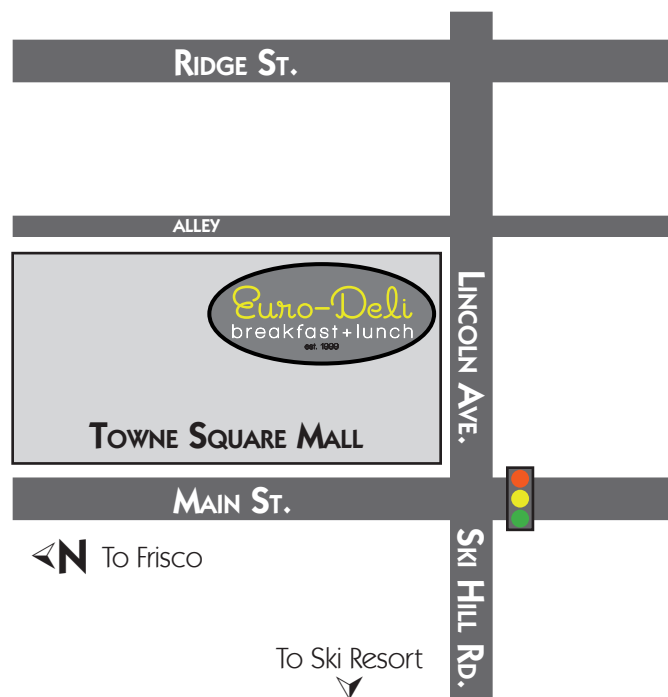 Ridge St.
ALLEY
Euro-Deli
breakfast+lunch
est. 1999
Lincoln Ave.
Towne Square Mall
Main St.
N To Frisco
Ski Hill Rd.
To Ski Resort